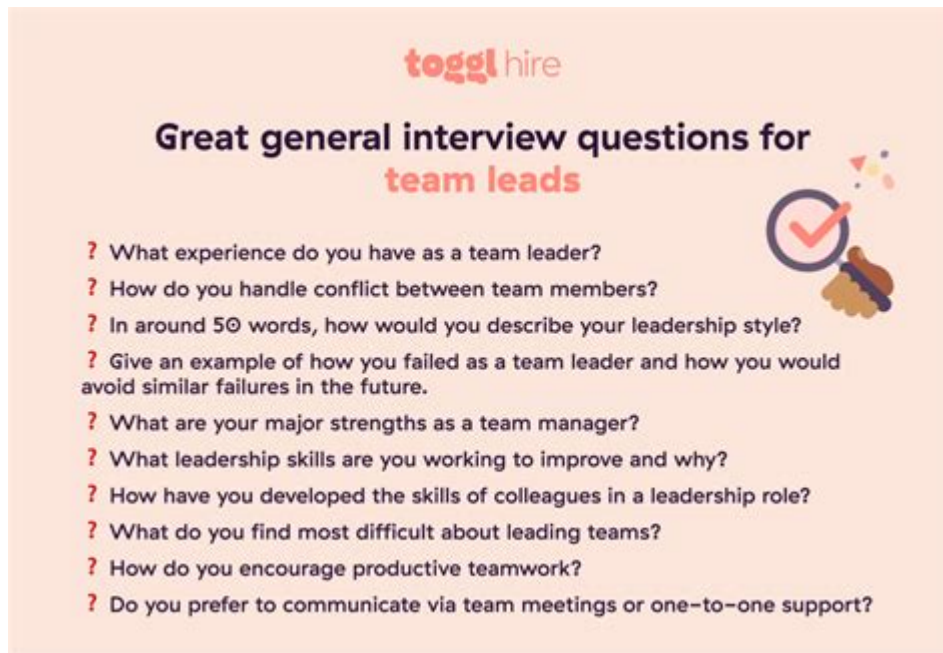 toggl hire
Great general interview questions for
team leads
? What experience do you have as a team leader?
? How do you handle conflict between team members?
? In around 50 words, how would you describe your leadership style?
? Give an example of how you failed as a team leader and how you would
avoid similar failures in the future.
? What are your major strengths as a team manager?
? What leadership skills are you working to improve and why?
? How have you developed the skills of colleagues in a leadership role?
? What do you find most difficult about leading teams?
? How do you encourage productive teamwork?
? Do you prefer to communicate via team meetings or one-to-one support?